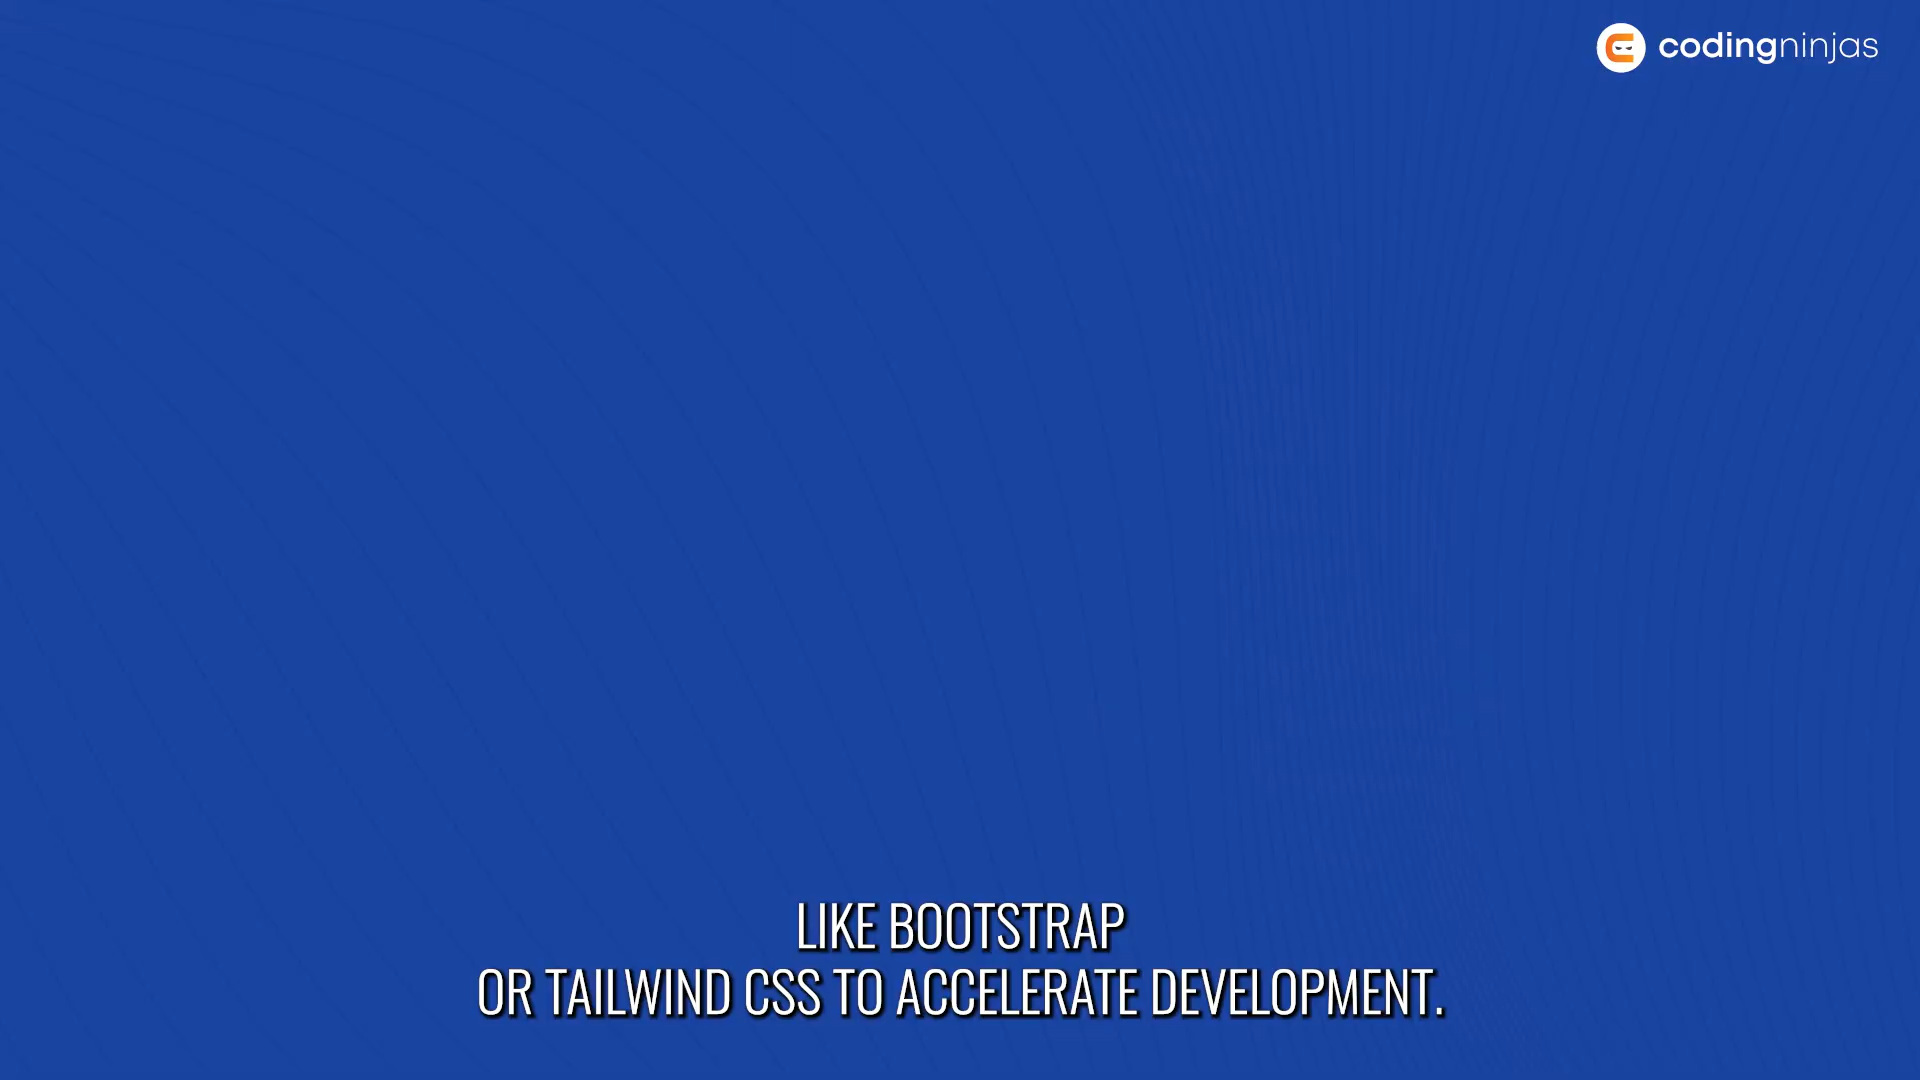 codingninjas
LIKE BOOTSTRAP
OR TAILWIND CSS TO ACCELERATE DEVELOPMENT.